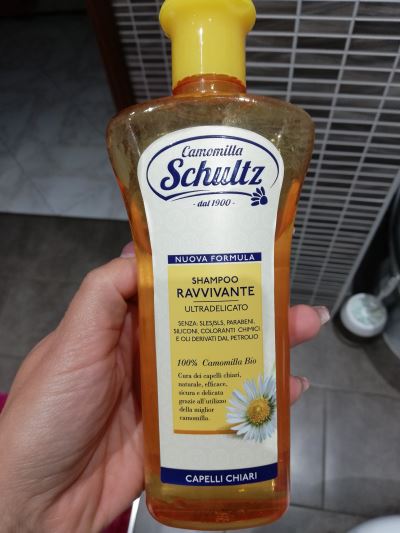 Camomilla
Schultz
- dal 1900 -
NUOVA FORMULA
SHAMPOO
RAVVIVANTE
ULTRADELICATO
SENZA: SLES/SLS, PARABENI,
SILICONI, COLORANTI CHIMICI
E OLI DERIVATI DAL PETROLIO
100% Camomilla Bio
Cura dei capelli chiari,
naturale, efficace,
sicura e delicata
grazie all'utilizzo
della miglior
camomilla.
CAPELLI CHIARI